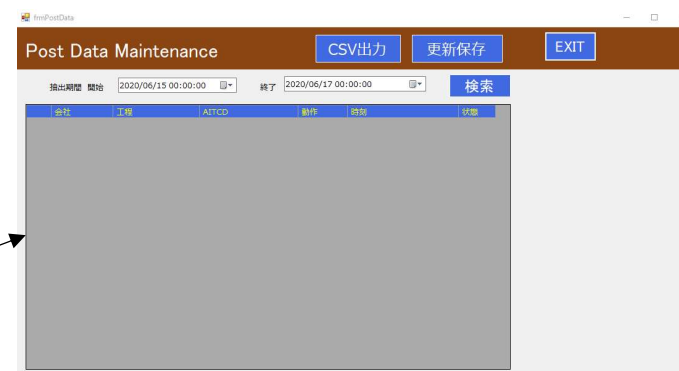 frmPostData
Post Data Maintenance CSV出力 更新保存 EXIT
抽出期間 開始 2020/06/15 00:00:00 終了 2020/06/17 00:00:00 検索
会社 工程 AITCD 動作 時刻 状態